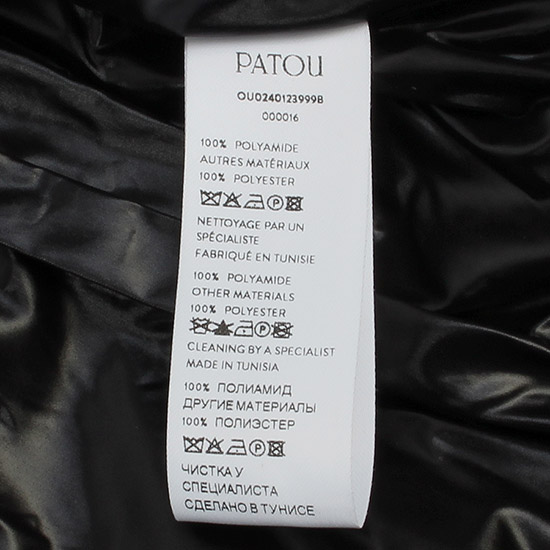 PATOU
OU0240123999B
000016
100% POLYAMIDE
AUTRES MATÉRIAUX
100% POLYESTER
NETTOYAGE PAR UN
SPÉCIALISTE
FABRIQUÉ EN TUNISIE
100% POLYAMIDE
OTHER MATERIALS
100% POLYESTER
CLEANING BY A SPECIALIST
MADE IN TUNISIA
100% ПОЛИАМИД
ДРУГИЕ МАТЕРИАЛЫ
100% ПОЛИЭСТЕР
ЧИСТКА У
СПЕЦИАЛИСТА
СДЕЛАНО В ТУНИСЕ